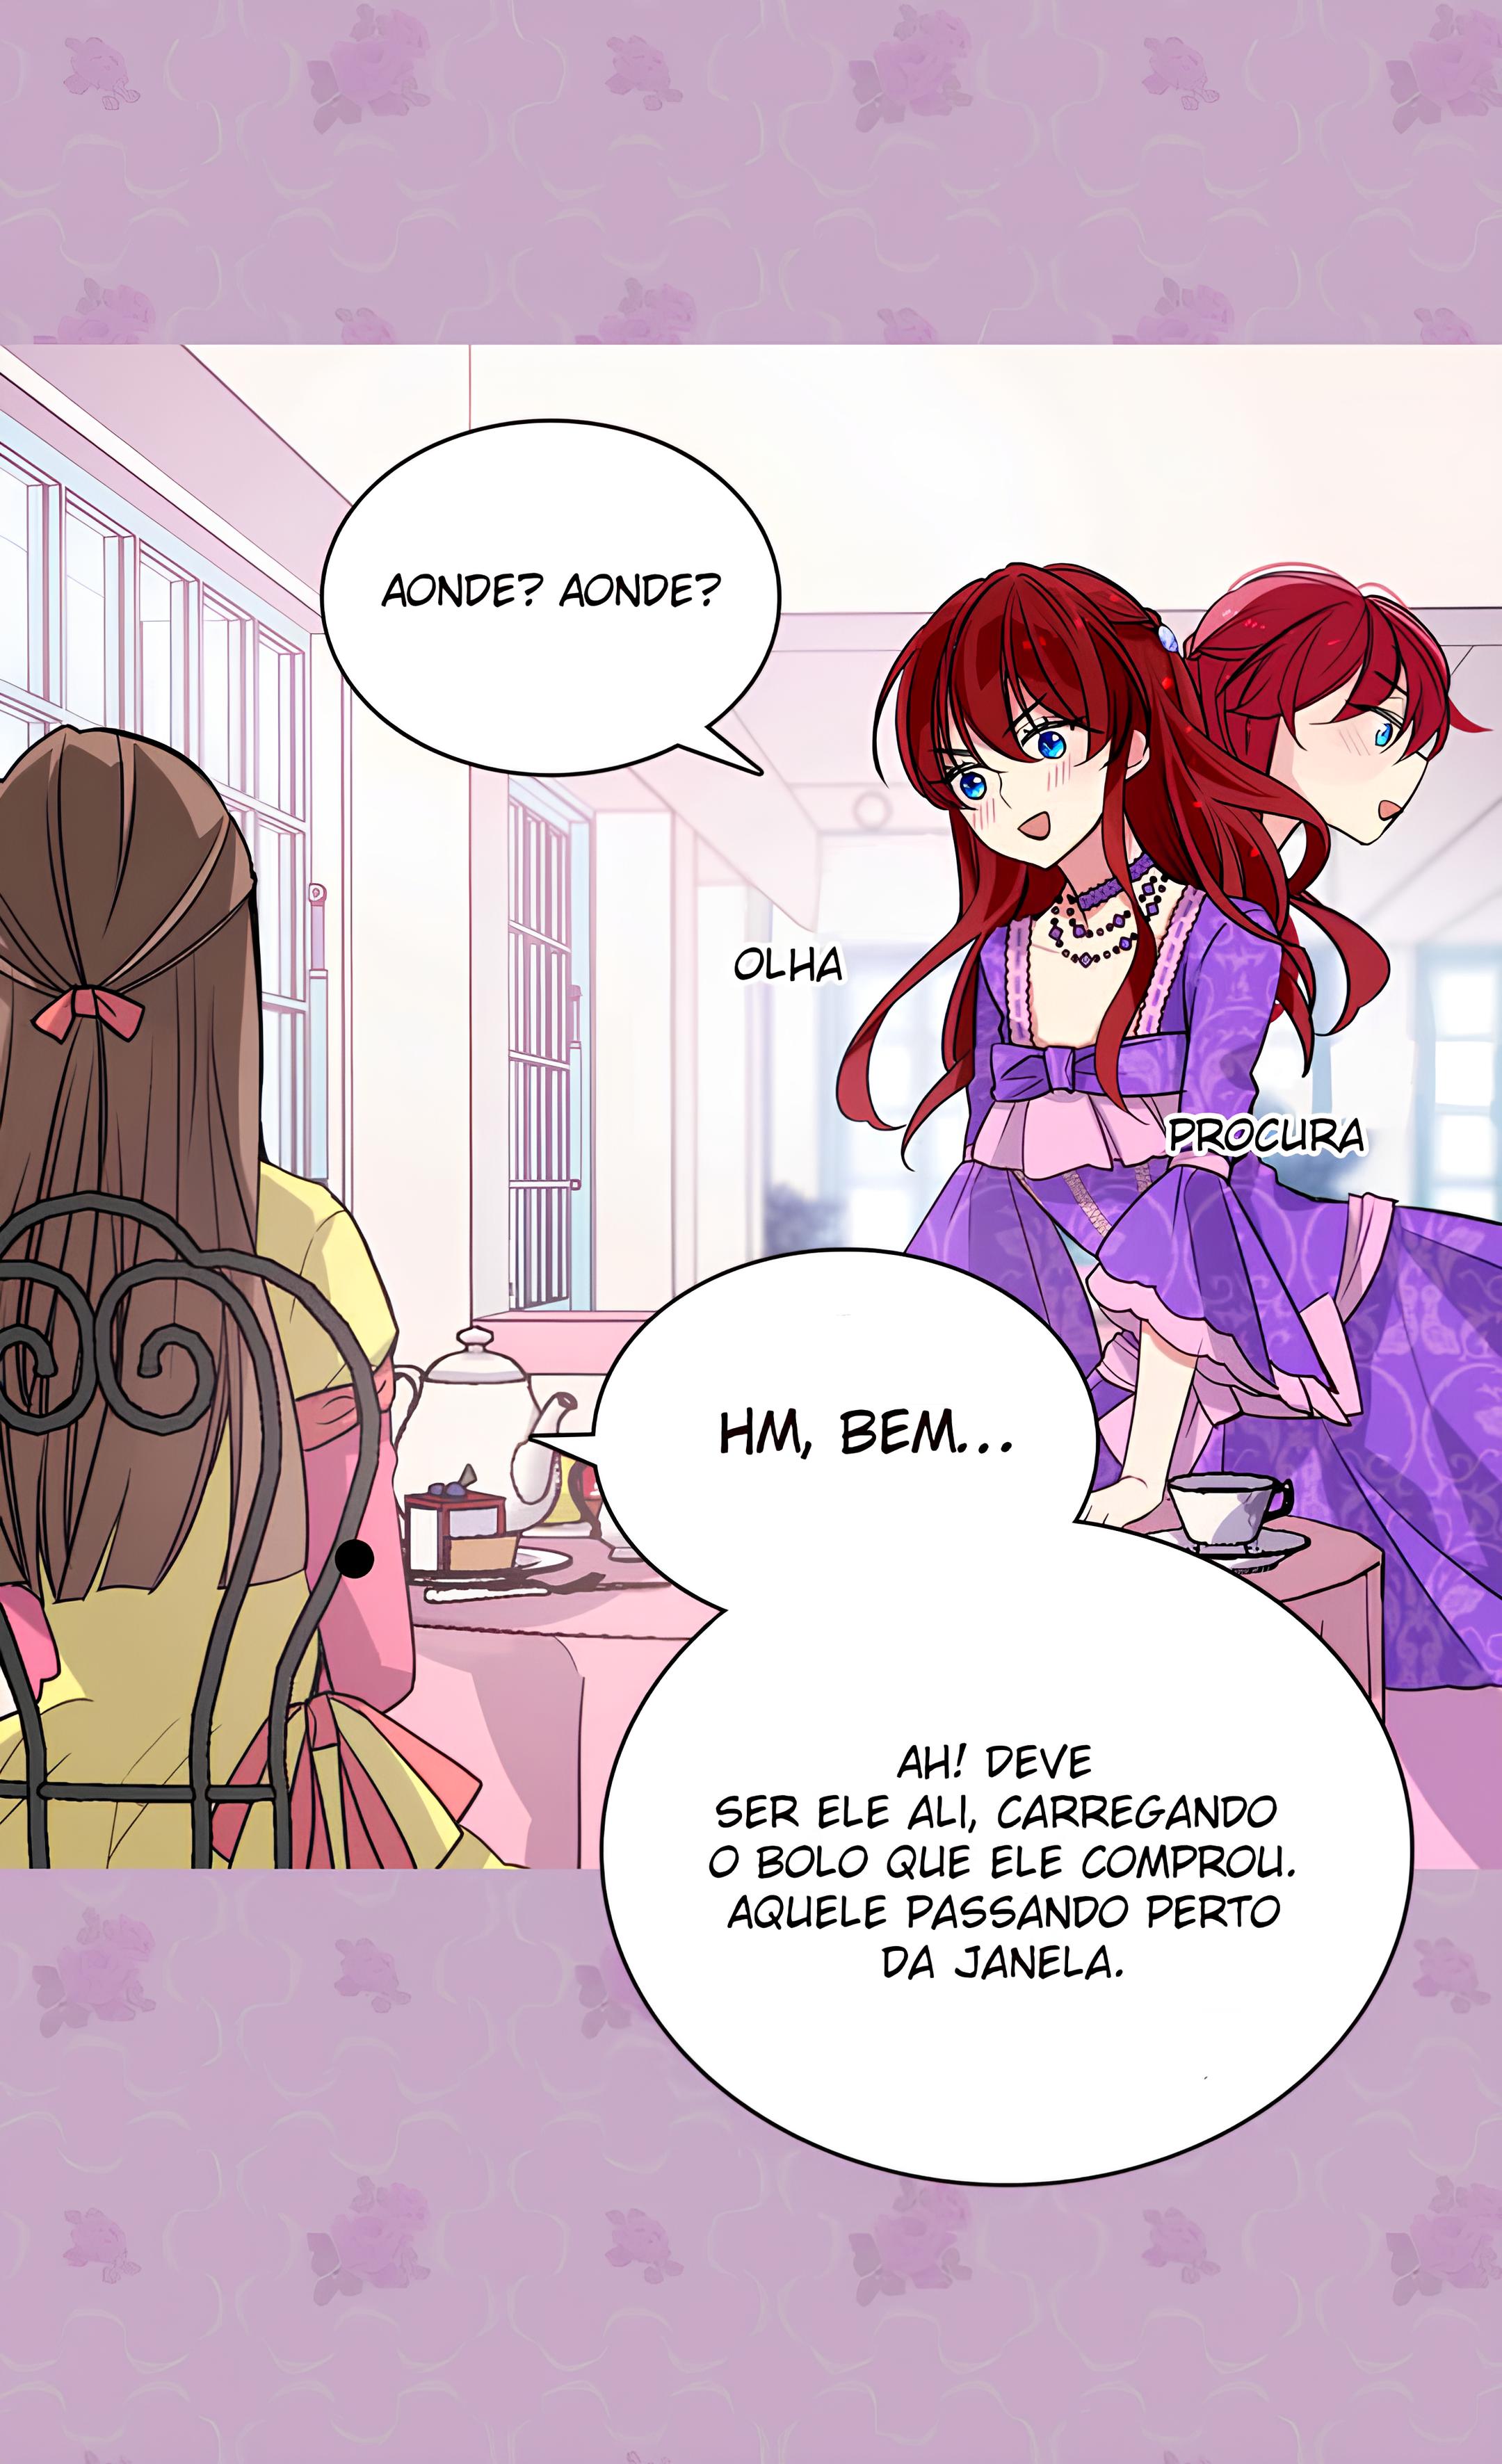 AONDE? AONDE?
OLHA
PROCURA
HM, BEM...
AH! DEVE
SER ELE ALI, CARREGANDO
O BOLO QUE ELE COMPROU.
AQUELE PASSANDO PERTO
DA JANELA.